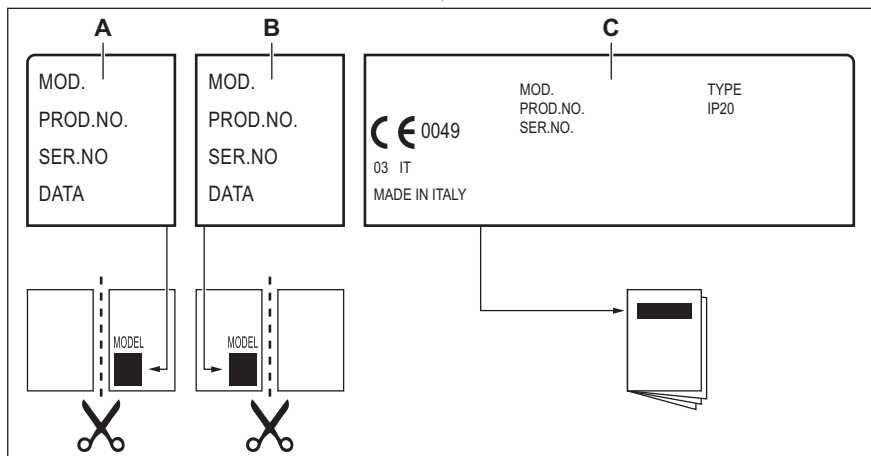 A
B
C
MOD.
PROD.NO.
SER.NO
DATA
MOD.
PROD.NO.
SER.NO
DATA
MOD.
PROD.NO.
SER.NO.
TYPE
IP20
CE 0049
03 IT
MADE IN ITALY
MODEL
MODEL